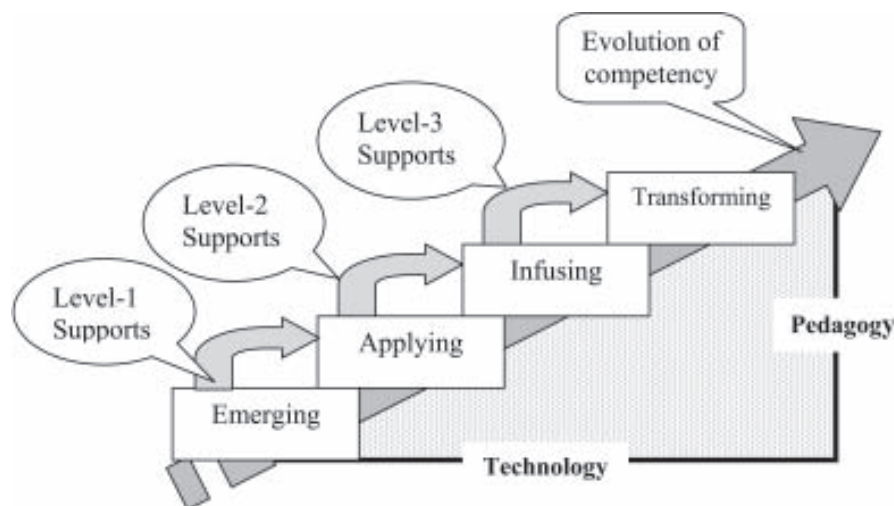 Evolution of
competency
Level-3
Supports
Level-2
Supports
Transforming
Level-1
Supports
Infusing
Pedagogy
Applying
Emerging
Technology